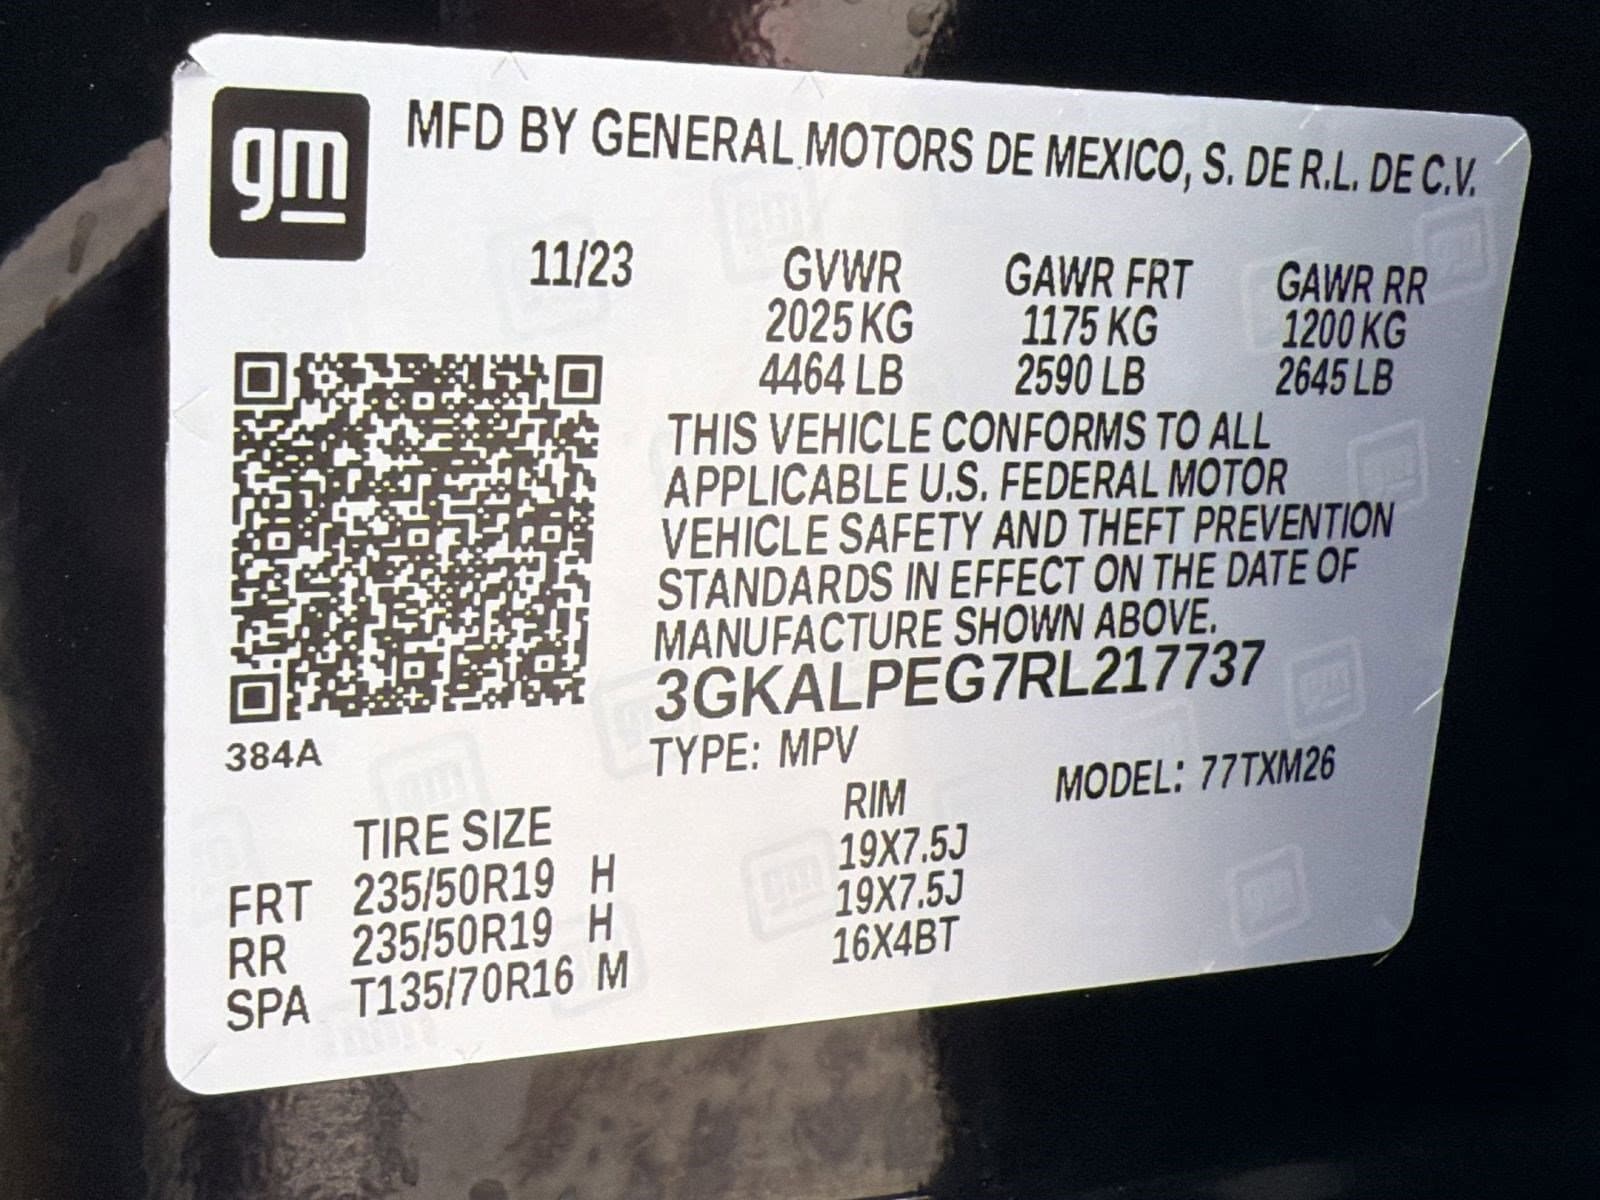 gm
MFD BY GENERAL MOTORS DE MEXICO, S. DE R.L. DE C.V.
11/23 GVWR GAWR FRT GAWR RR
2025 KG 1175 KG 1200 KG
4464 LB 2590 LB 2645 LB
THIS VEHICLE CONFORMS TO ALL
APPLICABLE U.S. FEDERAL MOTOR
VEHICLE SAFETY AND THEFT PREVENTION
STANDARDS IN EFFECT ON THE DATE OF
MANUFACTURE SHOWN ABOVE.
3GKALPEG7RL217737
384A
TYPE: MPV MODEL: 77TXM26
TIRE SIZE RIM
FRT 235/50R19 H 19X7.5J
RR 235/50R19 H 19X7.5J
SPA T135/70R16 M 16X4BT